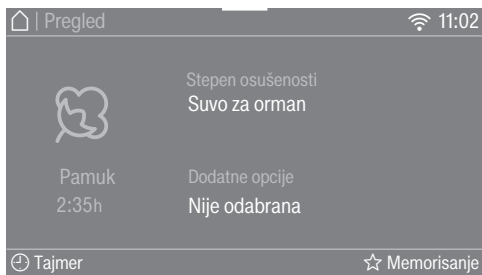 | Pregled 11:02
Stepen osušenosti
Suvo za orman
Pamuk
2:35h
Dodatne opcije
Nije odabrana
Tajmer Memorisanje